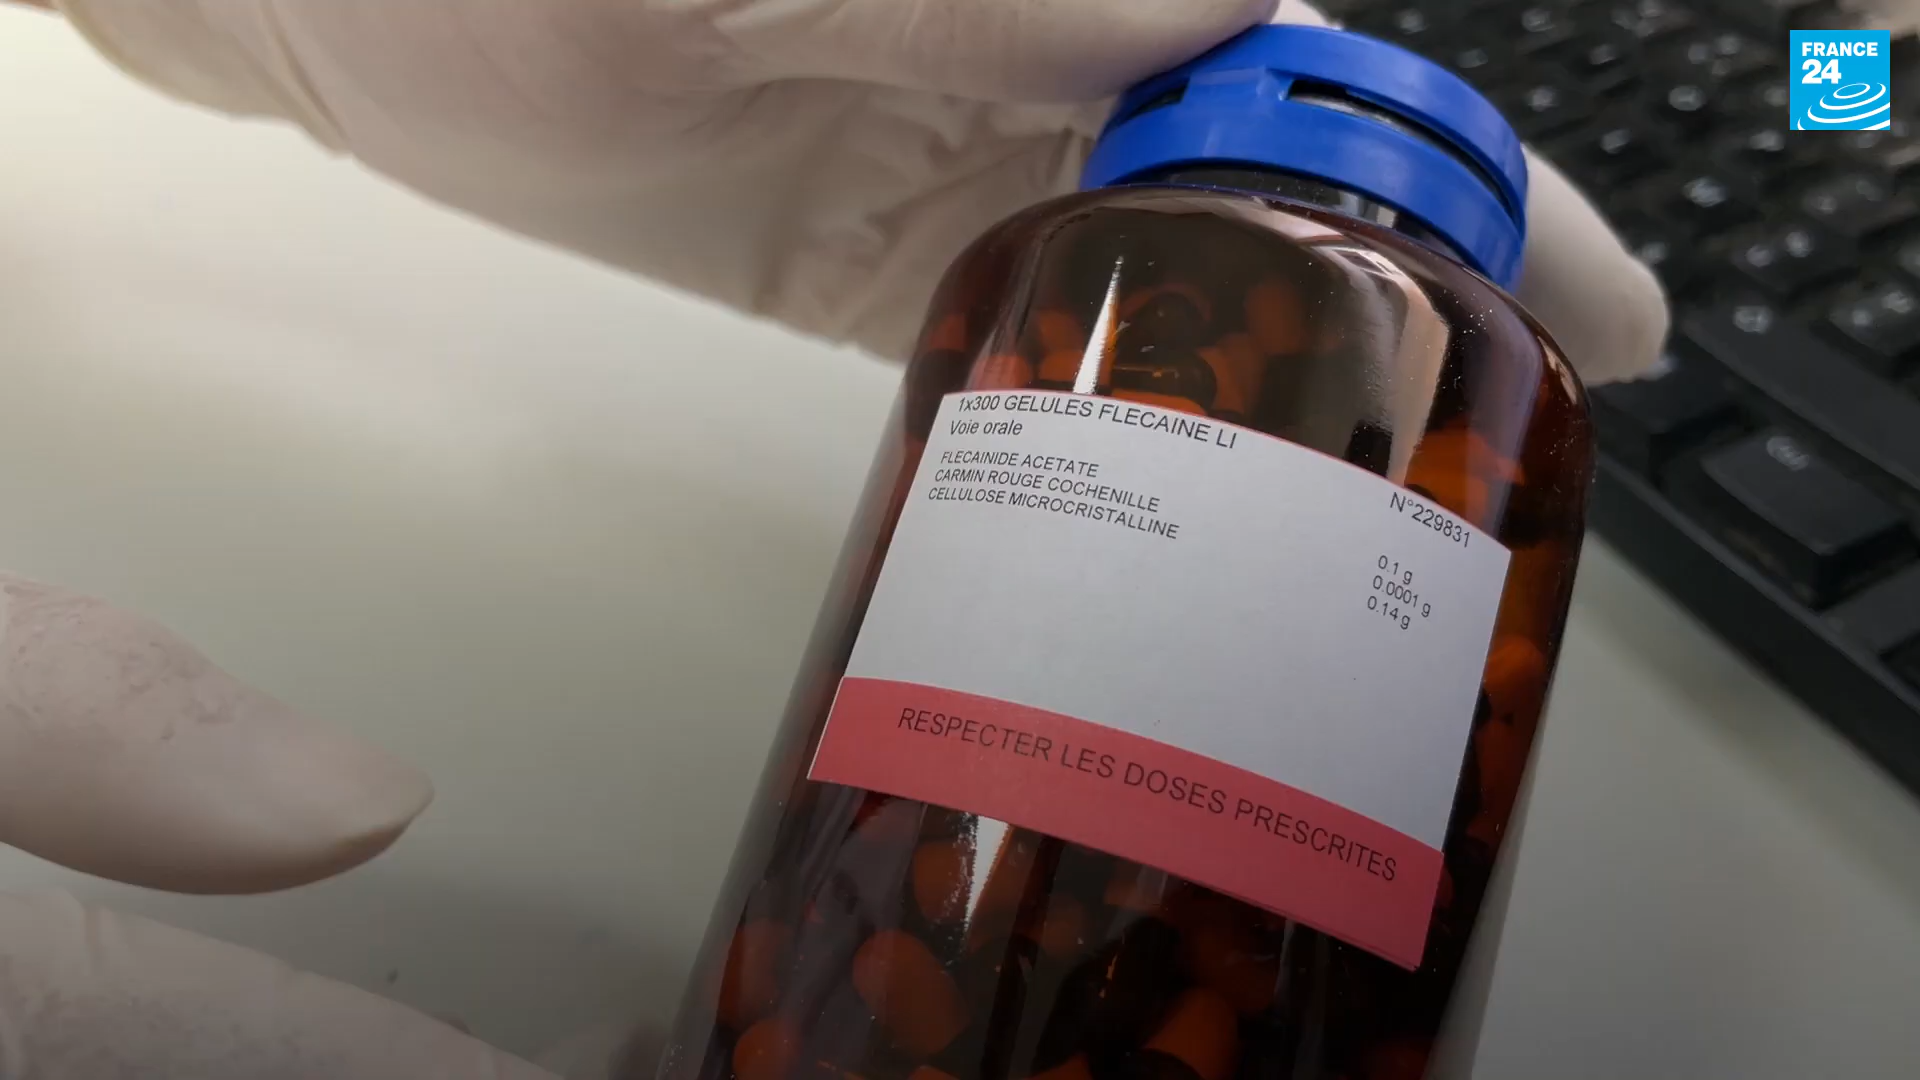 FRANCE
24
1x300 GELULES FLECAINE LI
Voie orale
N°229831
FLECAINIDE ACETATE 0.1 g
CARMIN ROUGE COCHENILLE 0.0001 g
CELLULOSE MICROCRISTALLINE 0.14 g
RESPECTER LES DOSES PRESCRITES